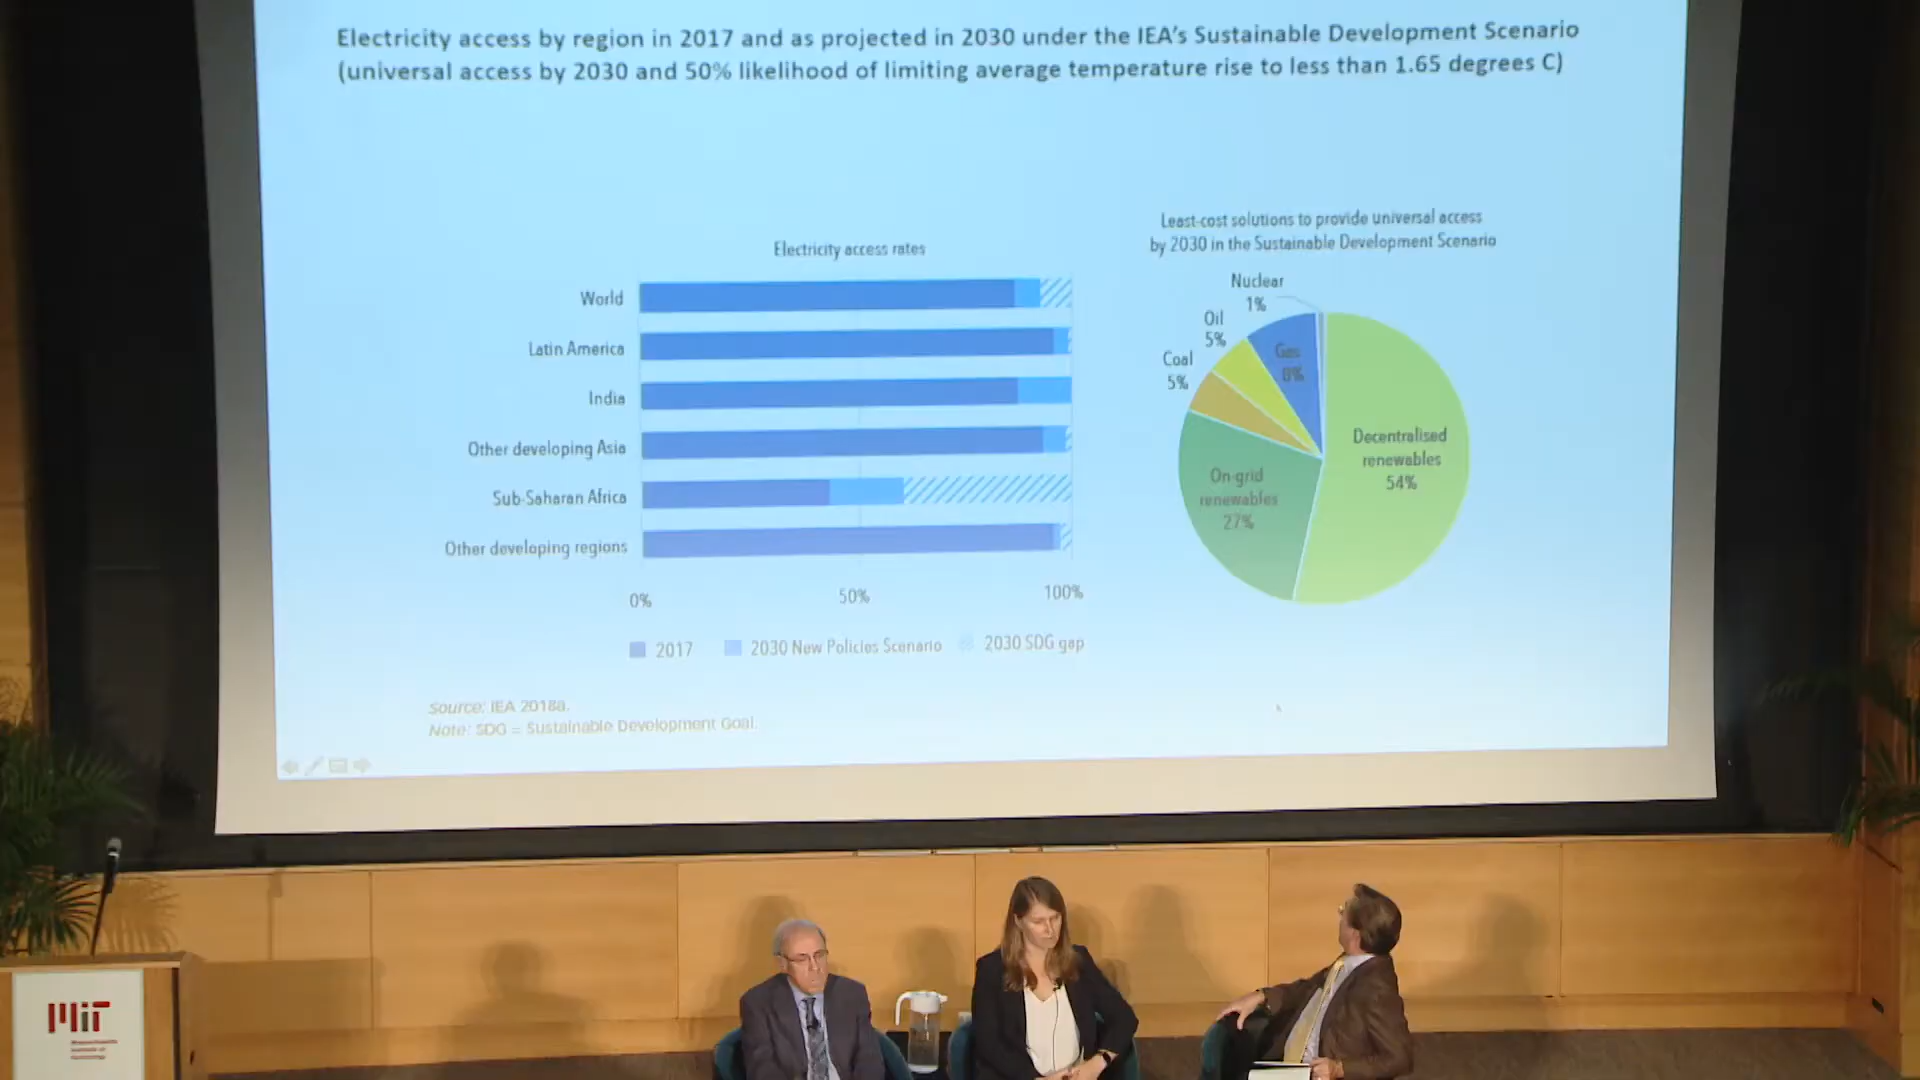 Electricity access by region in 2017 and as projected in 2030 under the IEA's Sustainable Development Scenario
(universal access by 2030 and 50% likelihood of limiting average temperature rise to less than 1.65 degrees C)
Electricity access rates
World
Latin America
India
Other developing Asia
Sub-Saharan Africa
Other developing regions
0%
50%
100%
2017
2030 New Policies Scenario
2030 SDG gap
Least-cost solutions to provide universal access
by 2030 in the Sustainable Development Scenario
Nuclear
1%
Oil
5%
Coal
5%
Gas
8%
Decentralised
renewables
54%
On-grid
renewables
27%
Source: IEA 2018a.
Note: SDG = Sustainable Development Goal.
MIT
Massachusetts
Institute of
Technology